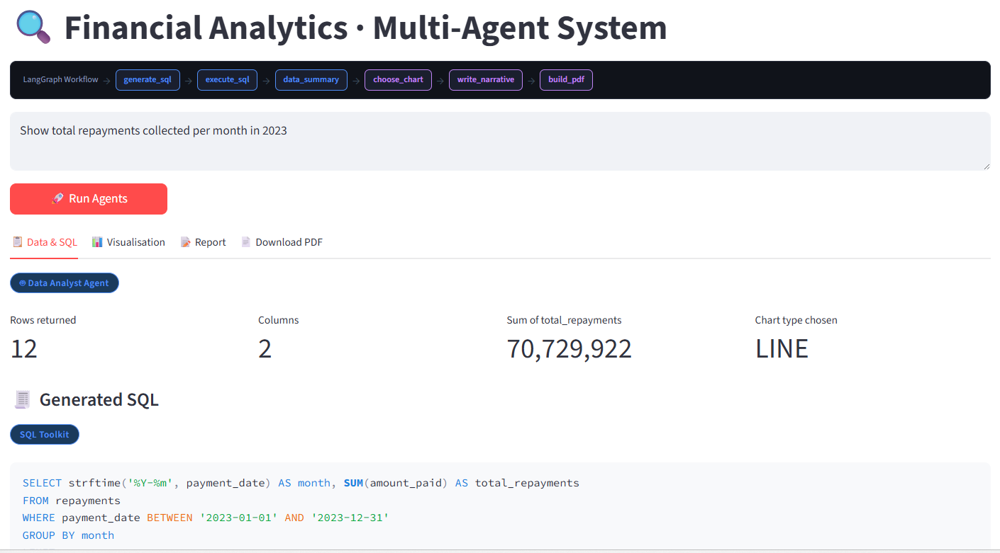 Financial Analytics · Multi-Agent System
LangGraph Workflow → generate_sql → execute_sql → data_summary → choose_chart → write_narrative → build_pdf
Show total repayments collected per month in 2023
Run Agents
Data & SQL Visualisation Report Download PDF
Data Analyst Agent
Rows returned Columns Sum of total_repayments Chart type chosen
12 2 70,729,922 LINE
Generated SQL
SQL Toolkit
SELECT strftime('%Y-%m', payment_date) AS month, SUM(amount_paid) AS total_repayments
FROM repayments
WHERE payment_date BETWEEN '2023-01-01' AND '2023-12-31'
GROUP BY month